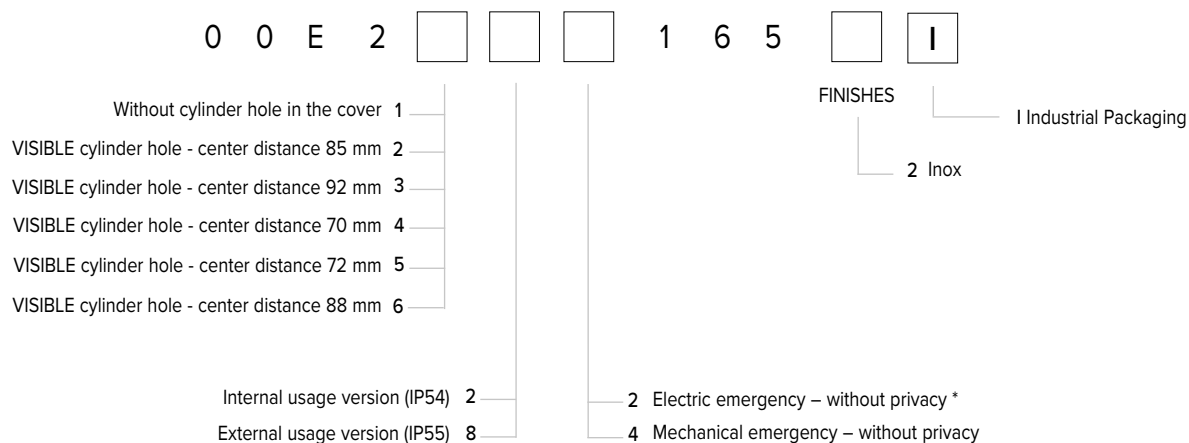 0 0 E 2 1 6 5 I
FINISHES
Without cylinder hole in the cover 1
I Industrial Packaging
VISIBLE cylinder hole - center distance 85 mm 2
2 Inox
VISIBLE cylinder hole - center distance 92 mm 3
VISIBLE cylinder hole - center distance 70 mm 4
VISIBLE cylinder hole - center distance 72 mm 5
VISIBLE cylinder hole - center distance 88 mm 6
Internal usage version (IP54) 2
2 Electric emergency – without privacy *
External usage version (IP55) 8
4 Mechanical emergency – without privacy